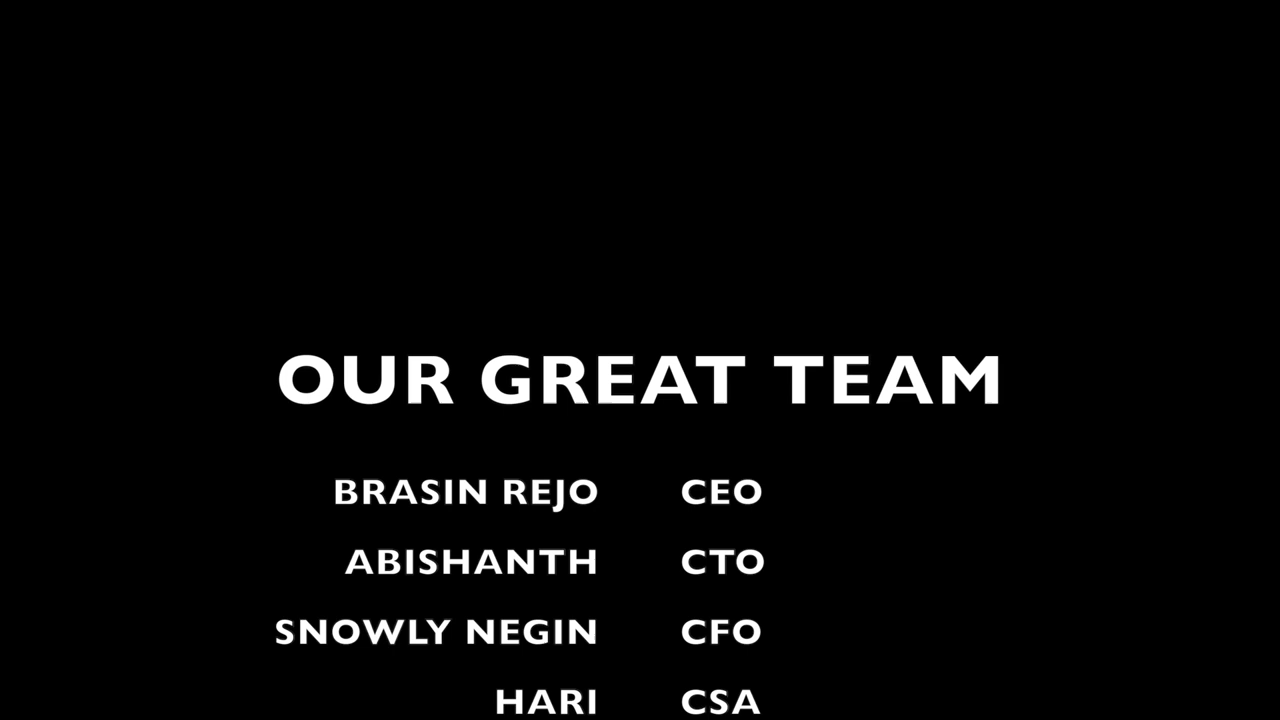 OUR GREAT TEAM
BRASIN REJO CEO
ABISHANTH CTO
SNOWLY NEGIN CFO
HARI CSA